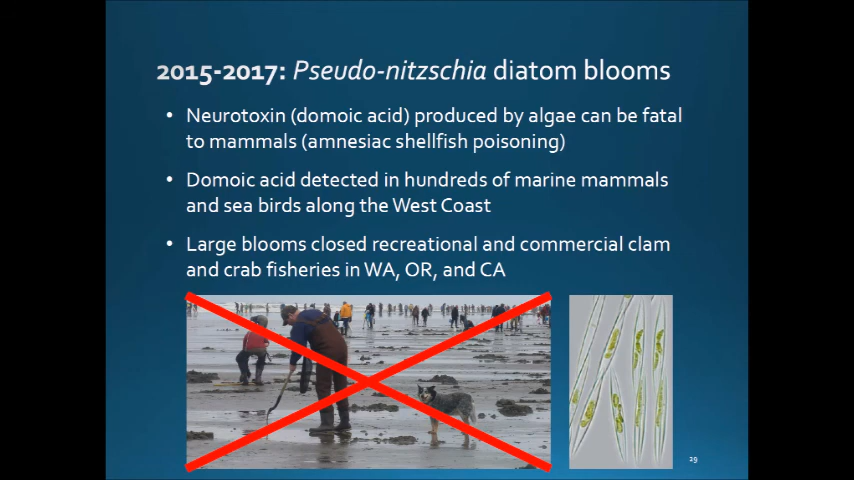 2015-2017: Pseudo-nitzschia diatom blooms
• Neurotoxin (domoic acid) produced by algae can be fatal
to mammals (amnesiac shellfish poisoning)
• Domoic acid detected in hundreds of marine mammals
and sea birds along the West Coast
• Large blooms closed recreational and commercial clam
and crab fisheries in WA, OR, and CA
29